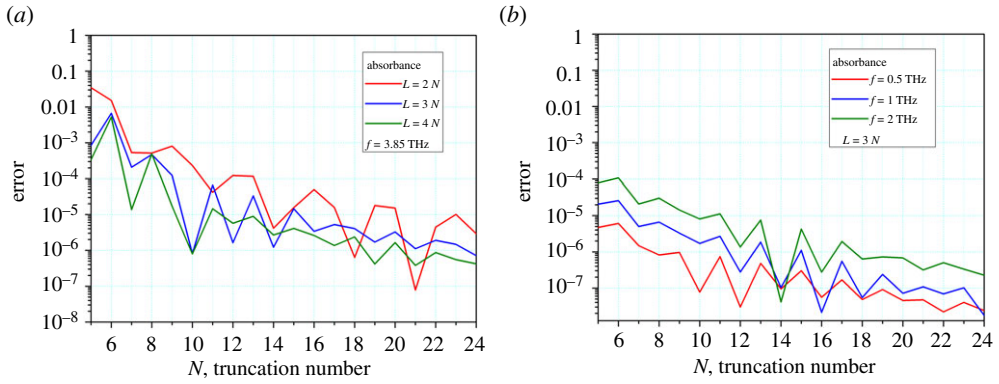 (a)
1
0.1
0.01
10⁻³
10⁻⁴
10⁻⁵
10⁻⁶
10⁻⁷
10⁻⁸
error
absorbance
L = 2 N
L = 3 N
L = 4 N
f = 3.85 THz
6 8 10 12 14 16 18 20 22 24
N, truncation number
(b)
1
0.1
0.01
10⁻³
10⁻⁴
10⁻⁵
10⁻⁶
10⁻⁷
error
absorbance
f = 0.5 THz
f = 1 THz
f = 2 THz
L = 3 N
6 8 10 12 14 16 18 20 22 24
N, truncation number